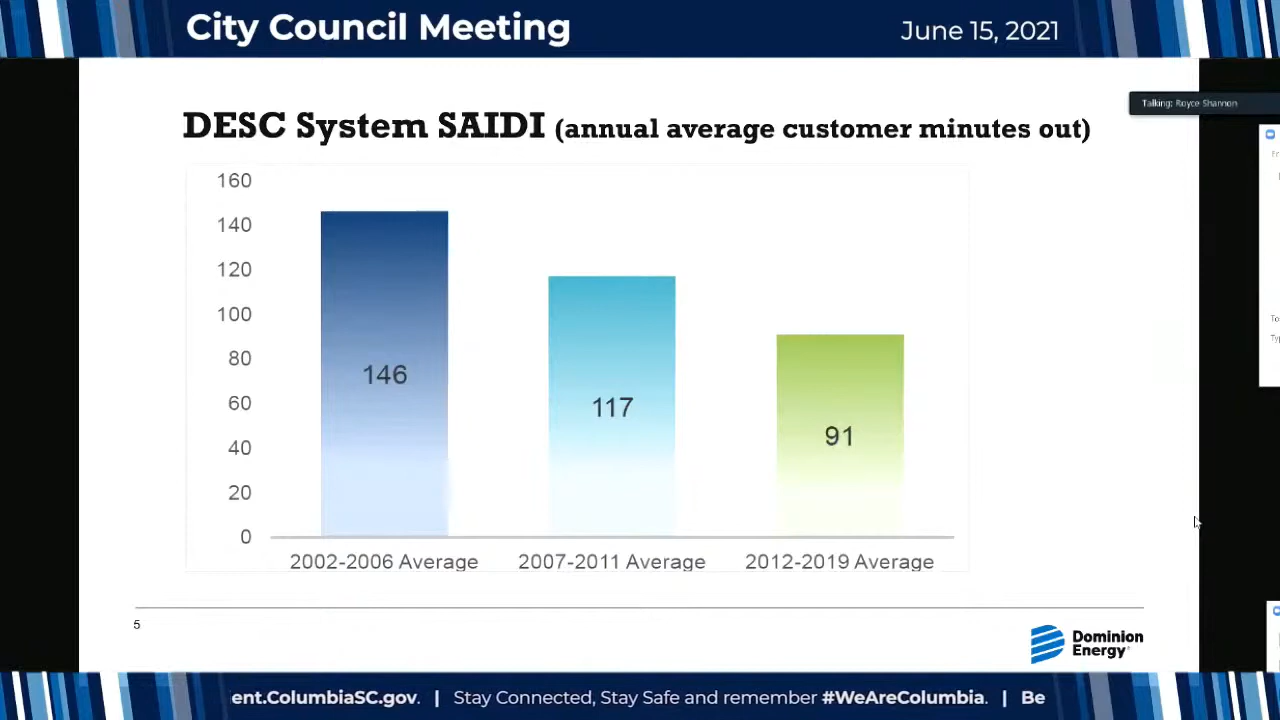 City Council Meeting
June 15, 2021
Talking: Royce Shannon
DESC System SAIDI (annual average customer minutes out)
160
140
120
100
80
60
40
20
0
146
117
91
2002-2006 Average
2007-2011 Average
2012-2019 Average
5
Dominion
Energy
ent.ColumbiaSC.gov. | Stay Connected, Stay Safe and remember #WeAreColumbia. | Be